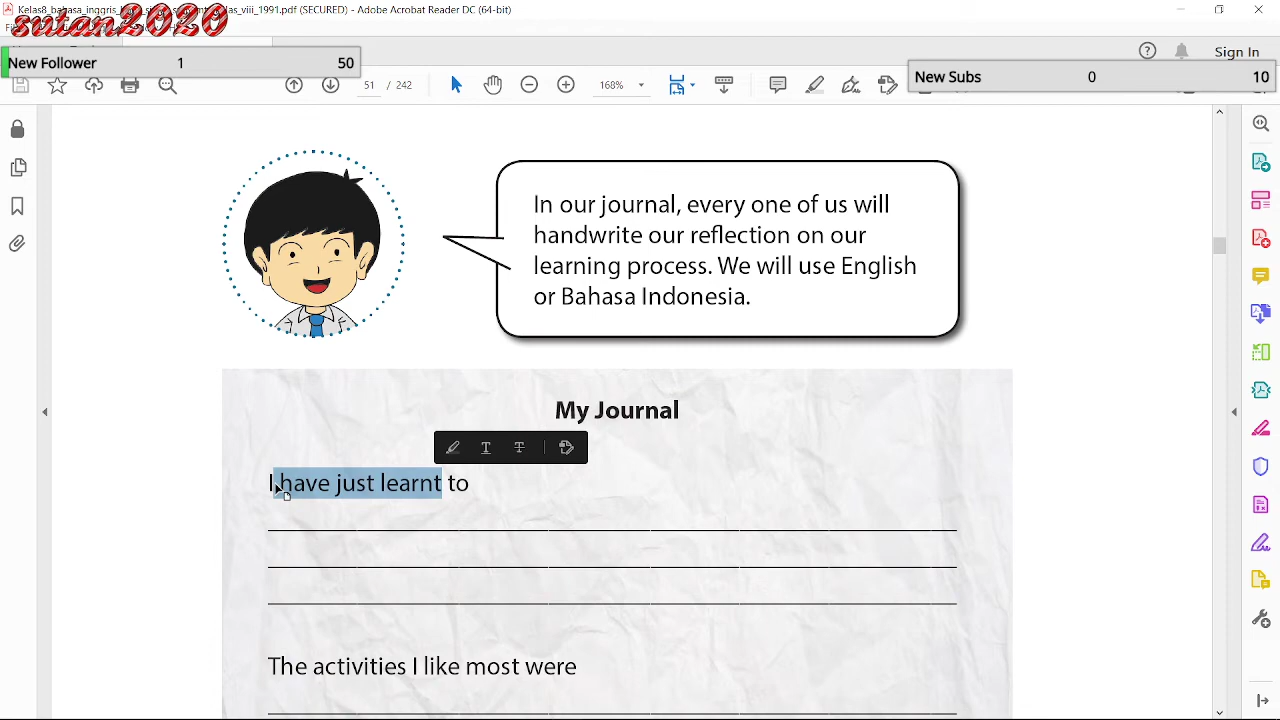 Kelas8_bahasa_inggris_
elas_viii_1991.pdf (SECURED) - Adobe Acrobat Reader DC (64-bit)
sutan2020
New Follower 1 50
Sign In
New Subs 0 10
51 / 242
168%
In our journal, every one of us will
handwrite our reflection on our
learning process. We will use English
or Bahasa Indonesia.
My Journal
I have just learnt to
The activities I like most were